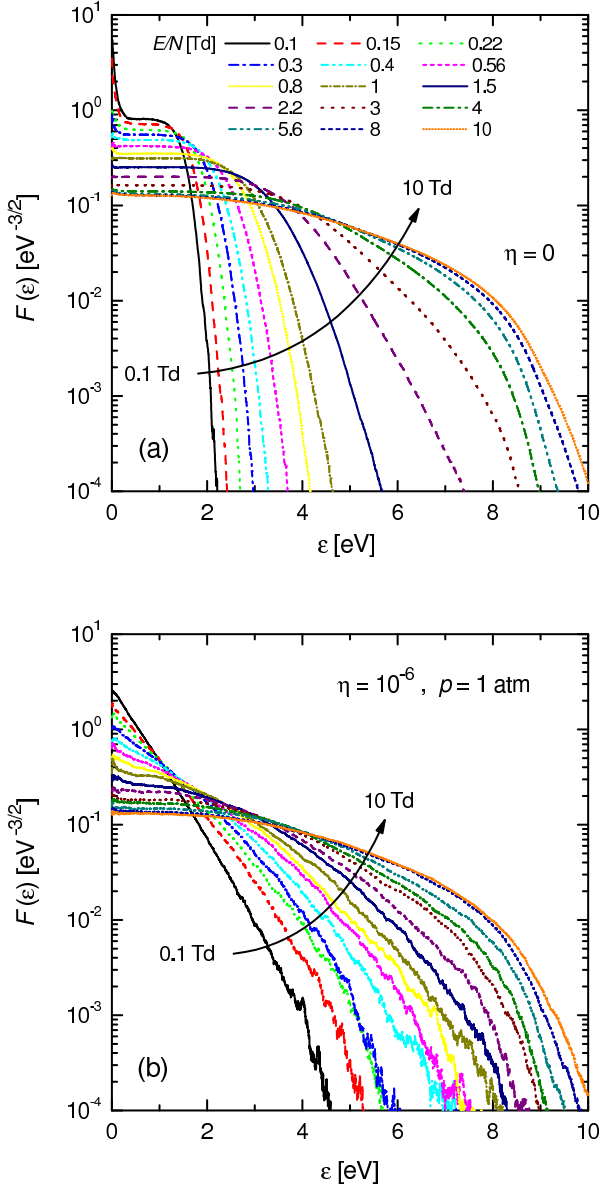 E/N [Td] 0.1 0.15 0.22
0.3 0.4 0.56
0.8 1 1.5
2.2 3 4
5.6 8 10
10^1
10^0
10^-1
10^-2
10^-3
10^-4
F (ε) [eV^-3/2]
10 Td
η = 0
0.1 Td
(a)
0 2 4 6 8 10
ε [eV]
10^1
10^0
10^-1
10^-2
10^-3
10^-4
F (ε) [eV^-3/2]
η = 10^-6 , p = 1 atm
10 Td
0.1 Td
(b)
0 2 4 6 8 10
ε [eV]